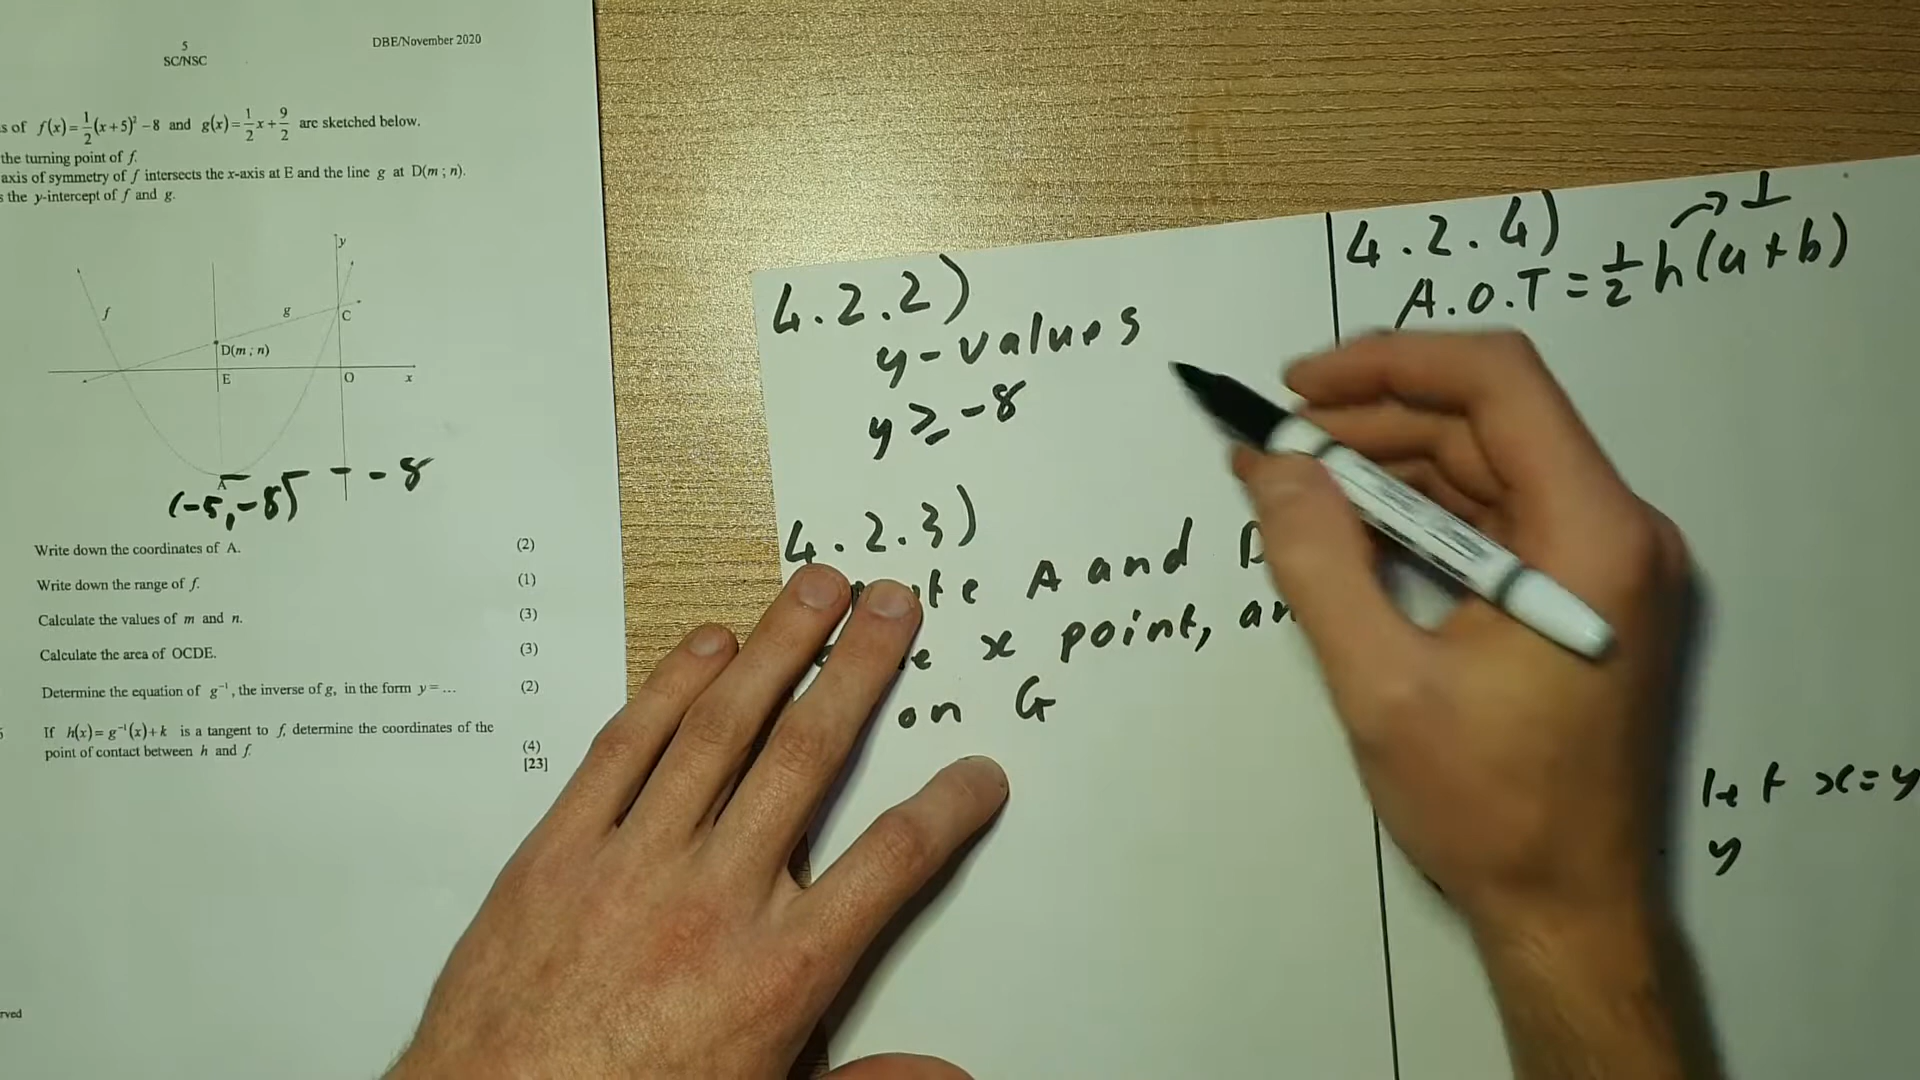 5
SC/NSC
DBE/November 2020
s of f(x)=1/2(x+5)²−8 and g(x)=1/2x+9/2 are sketched below.
the turning point of f.
axis of symmetry of f intersects the x-axis at E and the line g at D(m ; n).
s the y-intercept of f and g.
y
f
g
C
D(m ; n)
E
O
x
A
(-5,-8)
-8
Write down the coordinates of A. (2)
Write down the range of f. (1)
Calculate the values of m and n. (3)
Calculate the area of OCDE. (3)
Determine the equation of g⁻¹, the inverse of g, in the form y = ... (2)
If h(x)= g⁻¹(x)+k is a tangent to f, determine the coordinates of the
point of contact between h and f. (4)
[23]
rved
4.2.2)
y-values
y ≥ -8
4.2.3)
A and D
x point,
on G
4.2.4)
⊥
A.O.T = 1/2 h(a+b)
let x=y
y